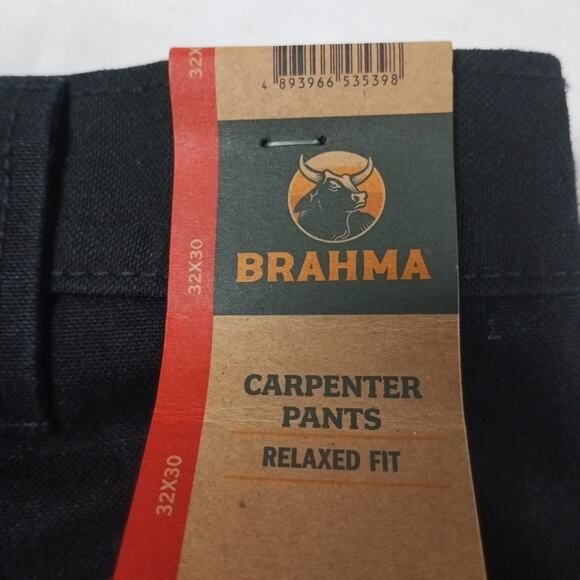 32X30
4 893966 535398
BRAHMA
32X30
CARPENTER
PANTS
RELAXED FIT
32X30